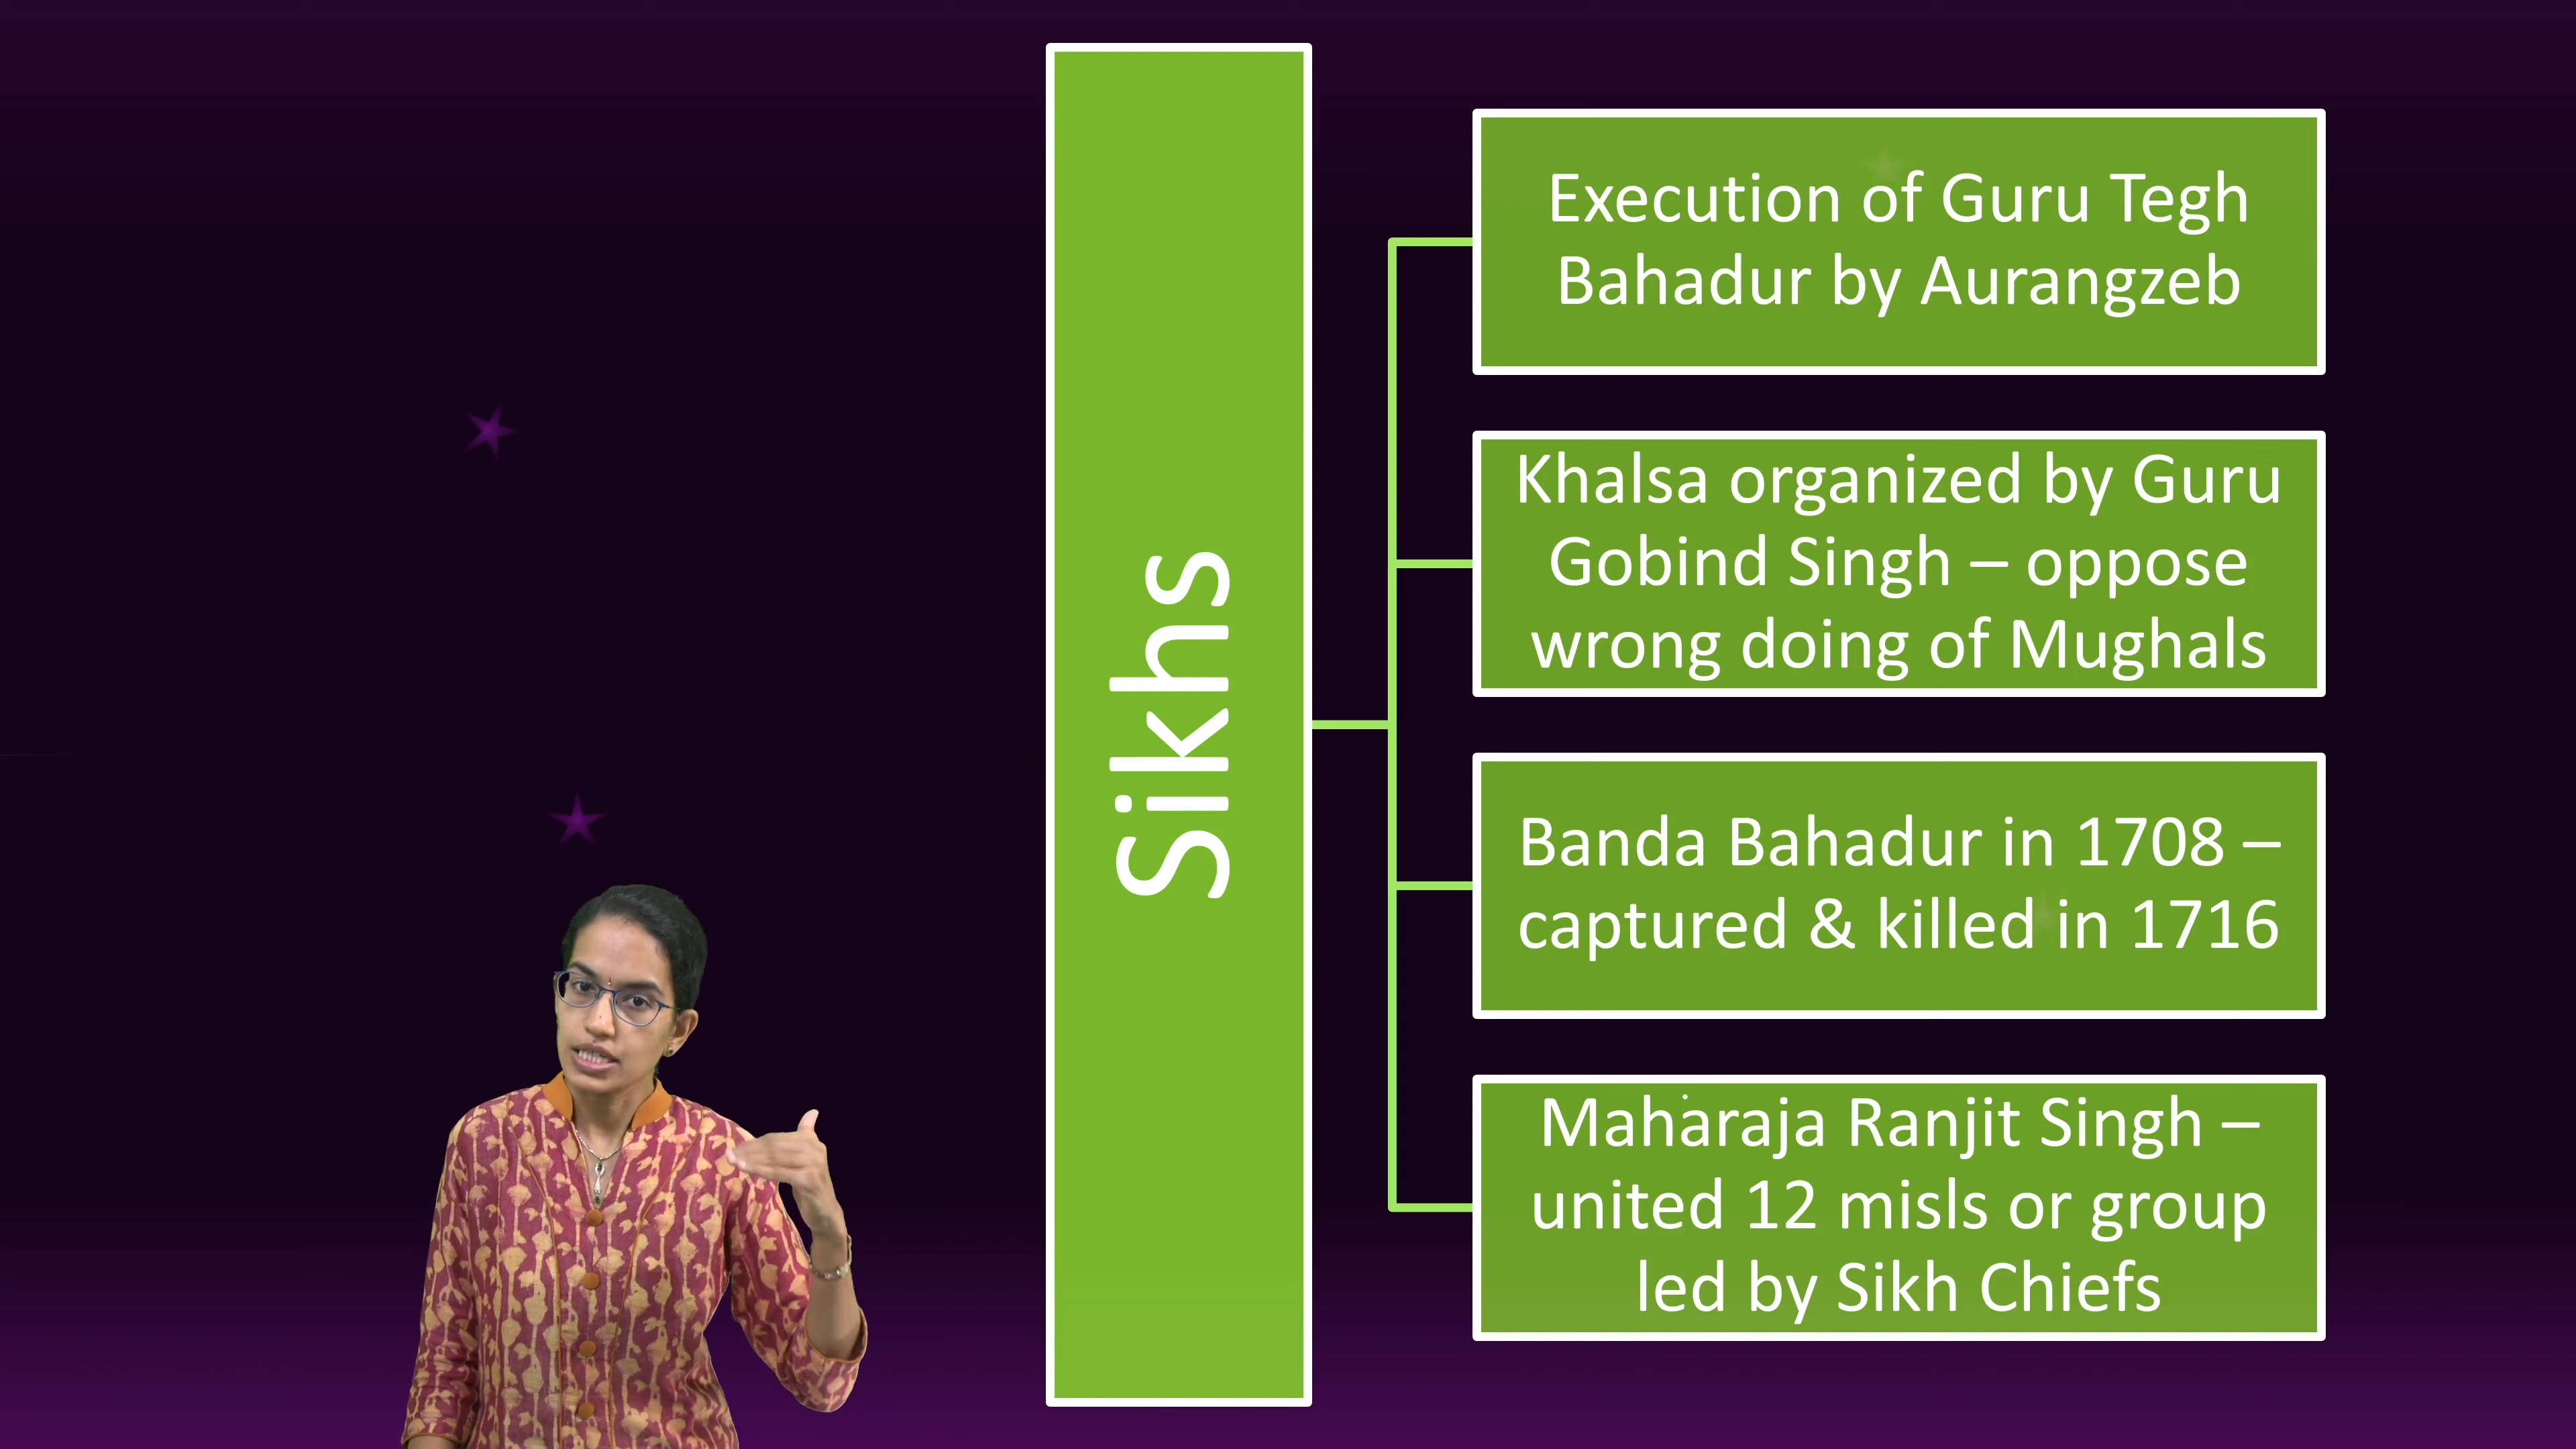 Sikhs
Execution of Guru Tegh
Bahadur by Aurangzeb
Khalsa organized by Guru
Gobind Singh – oppose
wrong doing of Mughals
Banda Bahadur in 1708 –
captured & killed in 1716
Maharaja Ranjit Singh –
united 12 misls or group
led by Sikh Chiefs